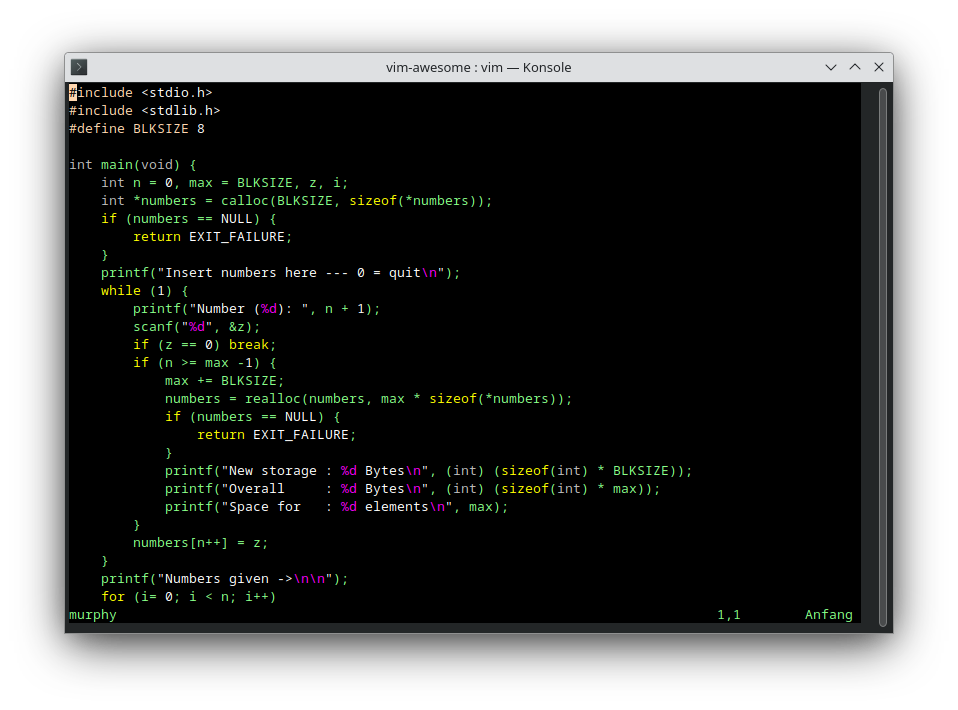 vim-awesome : vim — Konsole
#include <stdio.h>
#include <stdlib.h>
#define BLKSIZE 8

int main(void) {
    int n = 0, max = BLKSIZE, z, i;
    int *numbers = calloc(BLKSIZE, sizeof(*numbers));
    if (numbers == NULL) {
        return EXIT_FAILURE;
    }
    printf("Insert numbers here --- 0 = quit\n");
    while (1) {
        printf("Number (%d): ", n + 1);
        scanf("%d", &z);
        if (z == 0) break;
        if (n >= max -1) {
            max += BLKSIZE;
            numbers = realloc(numbers, max * sizeof(*numbers));
            if (numbers == NULL) {
                return EXIT_FAILURE;
            }
            printf("New storage : %d Bytes\n", (int) (sizeof(int) * BLKSIZE));
            printf("Overall     : %d Bytes\n", (int) (sizeof(int) * max));
            printf("Space for   : %d elements\n", max);
        }
        numbers[n++] = z;
    }
    printf("Numbers given ->\n\n");
    for (i= 0; i < n; i++)
murphy 1,1 Anfang